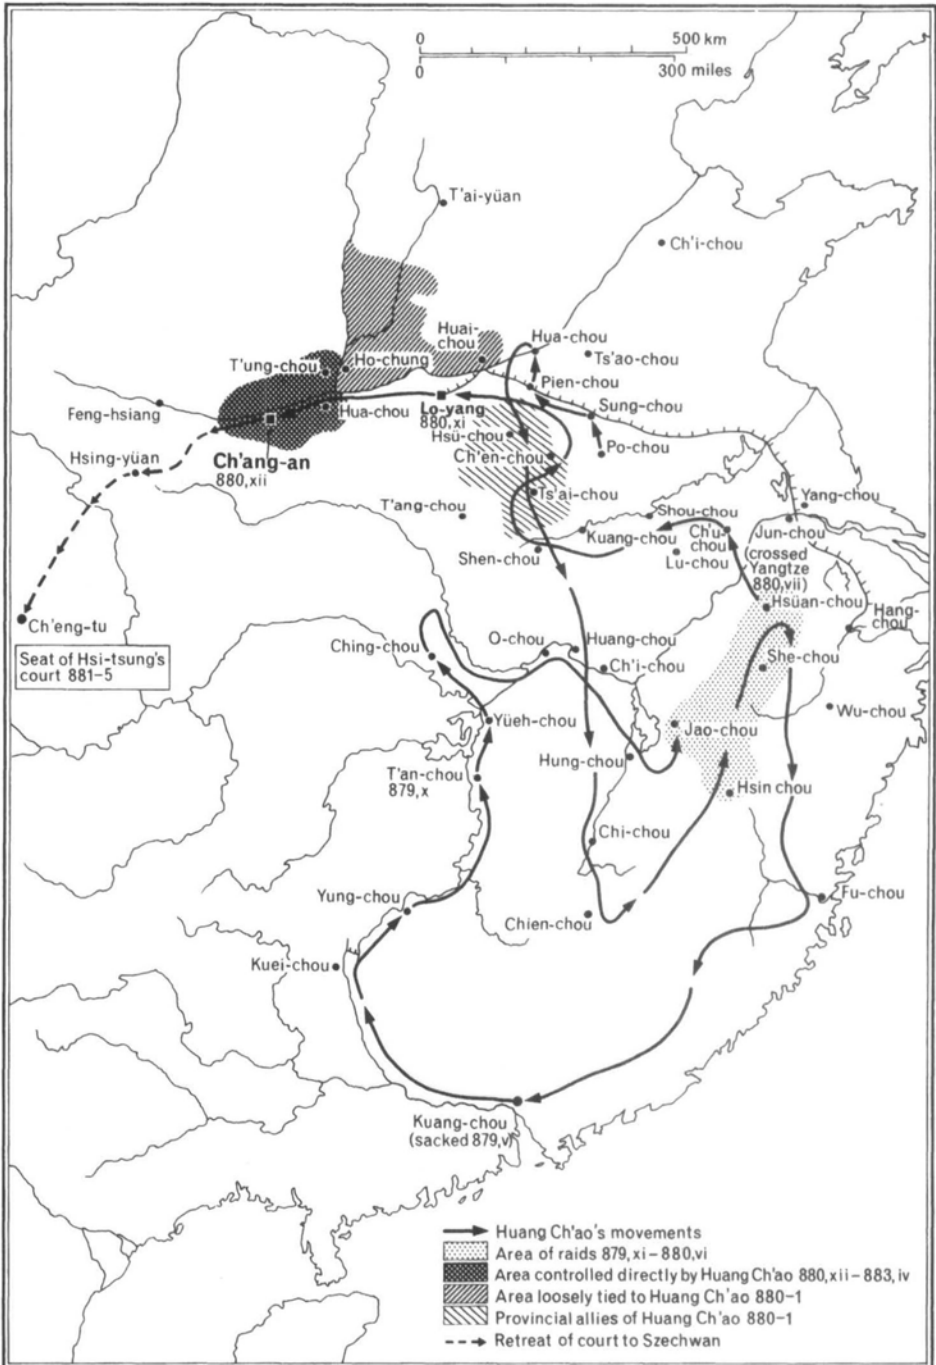 0 500 km
0 300 miles
T'ai-yüan
Ch'i-chou
Huai-
chou
Hua-chou
Ts'ao-chou
T'ung-chou
Ho-chung
Pien-chou
Feng-hsiang
Hua-chou
Lo-yang
880,xi
Sung-chou
Hsü-chou
Po-chou
Hsing-yüan
Ch'ang-an
880,xii
Ch'en-chou
T'ang-chou
Ts'ai-chou
Shou-chou
Yang-chou
Kuang-chou
Ch'u-
chou
Jun-chou
(crossed
Yangtze
880,vii)
Shen-chou
Lu-chou
Hsüan-chou
Hang-
chou
Ch'eng-tu
Seat of Hsi-tsung's
court 881-5
Ching-chou
O-chou
Huang-chou
Ch'i-chou
She-chou
Yüeh-chou
Jao-chou
Wu-chou
T'an-chou
879,x
Hung-chou
Hsin chou
Chi-chou
Yung-chou
Chien-chou
Fu-chou
Kuei-chou
Kuang-chou
(sacked 879,v)
Huang Ch'ao's movements
Area of raids 879,xi-880,vi
Area controlled directly by Huang Ch'ao 880,xii-883,iv
Area loosely tied to Huang Ch'ao 880-1
Provincial allies of Huang Ch'ao 880-1
Retreat of court to Szechwan